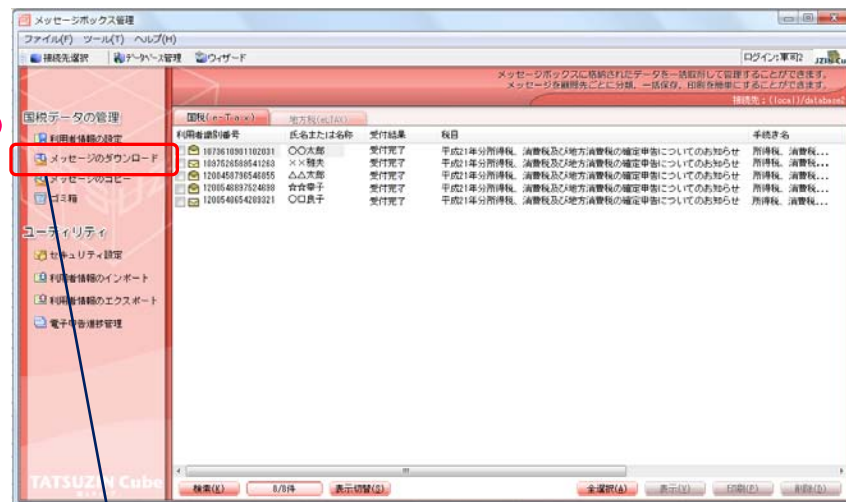 メッセージボックス管理
ファイル(F) ツール(T) ヘルプ(H)
接続先選択 データベース管理 ウィザード ログイン:軍司2
メッセージボックスに格納されたデータを一括取得して管理することができます。
メッセージを顧問先ごとに分類、一括保存、印刷を簡単にすることができます。
接続先:((local)/database2
国税データの管理
利用者情報の設定
メッセージのダウンロード
メッセージのコピー
ゴミ箱
ユーティリティ
セキュリティ設定
利用者情報のインポート
利用者情報のエクスポート
電子申告進捗管理
国税(e-Tax) 地方税(eLTAX)
利用者識別番号 氏名または名称 受付結果 税目 手続き名
〇〇太郎 受付完了 平成21年分所得税、消費税及び地方消費税の確定申告についてのお知らせ 所得税、消費税...
××雅夫 受付完了 平成21年分所得税、消費税及び地方消費税の確定申告についてのお知らせ 所得税、消費税...
△△太郎 受付完了 平成21年分所得税、消費税及び地方消費税の確定申告についてのお知らせ 所得税、消費税...
☆☆幸子 受付完了 平成21年分所得税、消費税及び地方消費税の確定申告についてのお知らせ 所得税、消費税...
〇口良子 受付完了 平成21年分所得税、消費税及び地方消費税の確定申告についてのお知らせ 所得税、消費税...
TATSUZIN Cube
検索(K) 8/8件 表示切替(S) 全選択(A) 表示(V) 印刷(P) 削除(D)